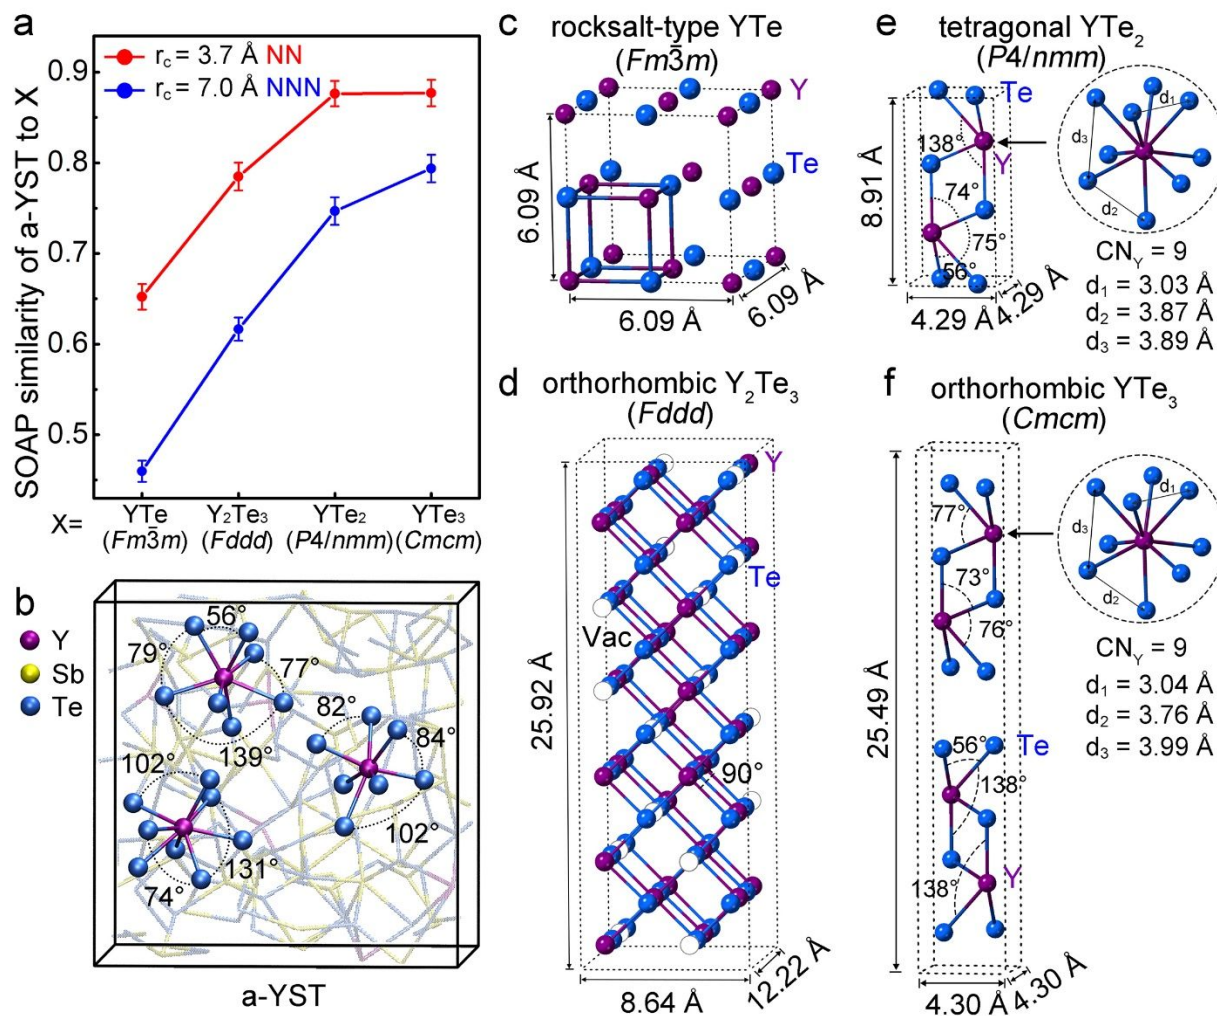 a
r_c = 3.7 Å NN
r_c = 7.0 Å NNN
SOAP similarity of a-YST to X
0.9
0.8
0.7
0.6
0.5
X=
YTe
(Fm3̄m)
Y₂Te₃
(Fddd)
YTe₂
(P4/nmm)
YTe₃
(Cmcm)
b
Y
Sb
Te
56°
79°
77°
139°
82°
84°
102°
102°
131°
74°
a-YST
c
rocksalt-type YTe
(Fm3̄m)
Y
Te
6.09 Å
6.09 Å
6.09 Å
d
orthorhombic Y₂Te₃
(Fddd)
Y
Te
Vac
90°
25.92 Å
8.64 Å
12.22 Å
e
tetragonal YTe₂
(P4/nmm)
Te
Y
138°
74°
75°
56°
8.91 Å
4.29 Å
4.29 Å
d₁
d₃
d₂
CN_Y = 9
d₁ = 3.03 Å
d₂ = 3.87 Å
d₃ = 3.89 Å
f
orthorhombic YTe₃
(Cmcm)
77°
73°
76°
Te
56°
138°
138°
Y
25.49 Å
4.30 Å
4.30 Å
d₁
d₃
d₂
CN_Y = 9
d₁ = 3.04 Å
d₂ = 3.76 Å
d₃ = 3.99 Å